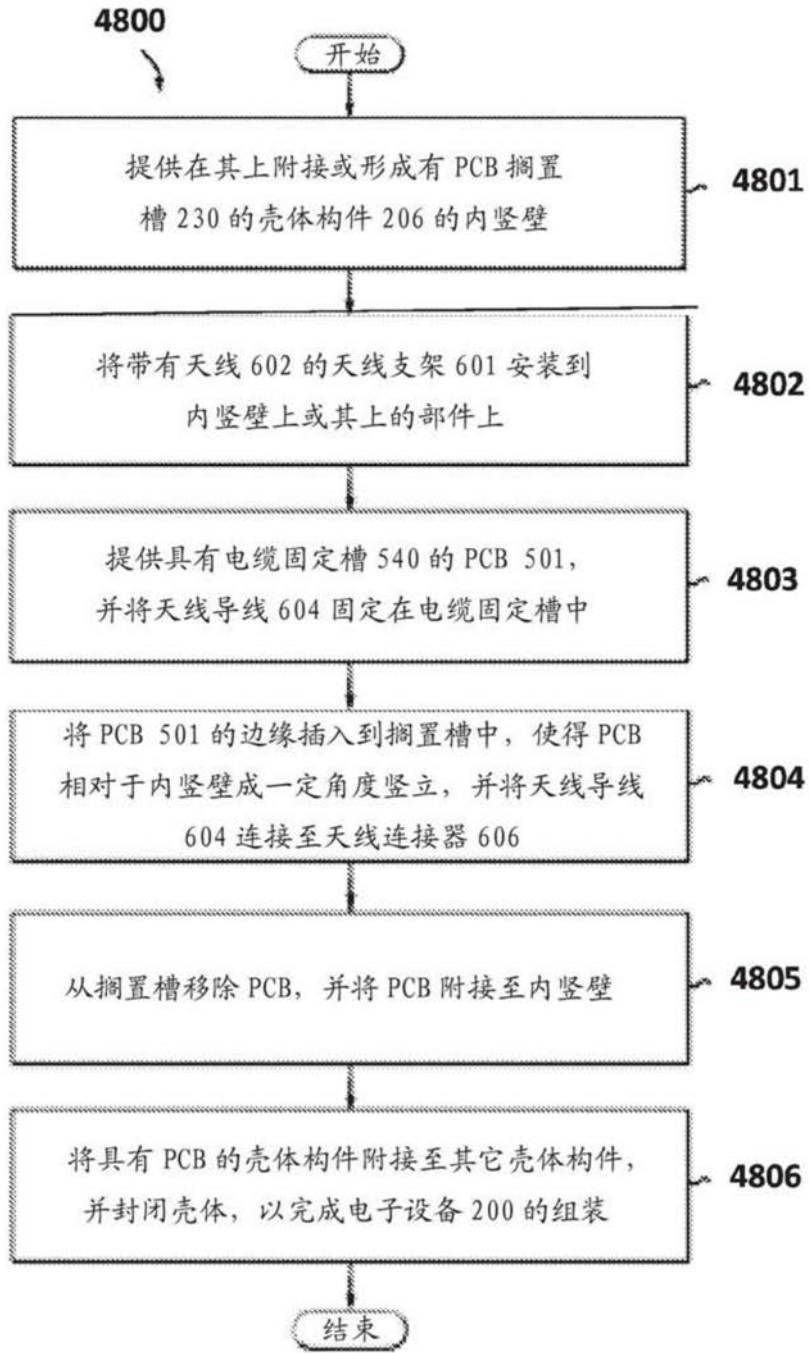 4800
开始
提供在其上附接或形成有 PCB 搁置
槽 230 的壳体构件 206 的内竖壁
4801
将带有天线 602 的天线支架 601 安装到
内竖壁上或其上的部件上
4802
提供具有电缆固定槽 540 的 PCB 501，
并将天线导线 604 固定在电缆固定槽中
4803
将 PCB 501 的边缘插入到搁置槽中，使得 PCB
相对于内竖壁成一定角度竖立，并将天线导线
604 连接至天线连接器 606
4804
从搁置槽移除 PCB，并将 PCB 附接至内竖壁
4805
将具有 PCB 的壳体构件附接至其它壳体构件，
并封闭壳体，以完成电子设备 200 的组装
4806
结束